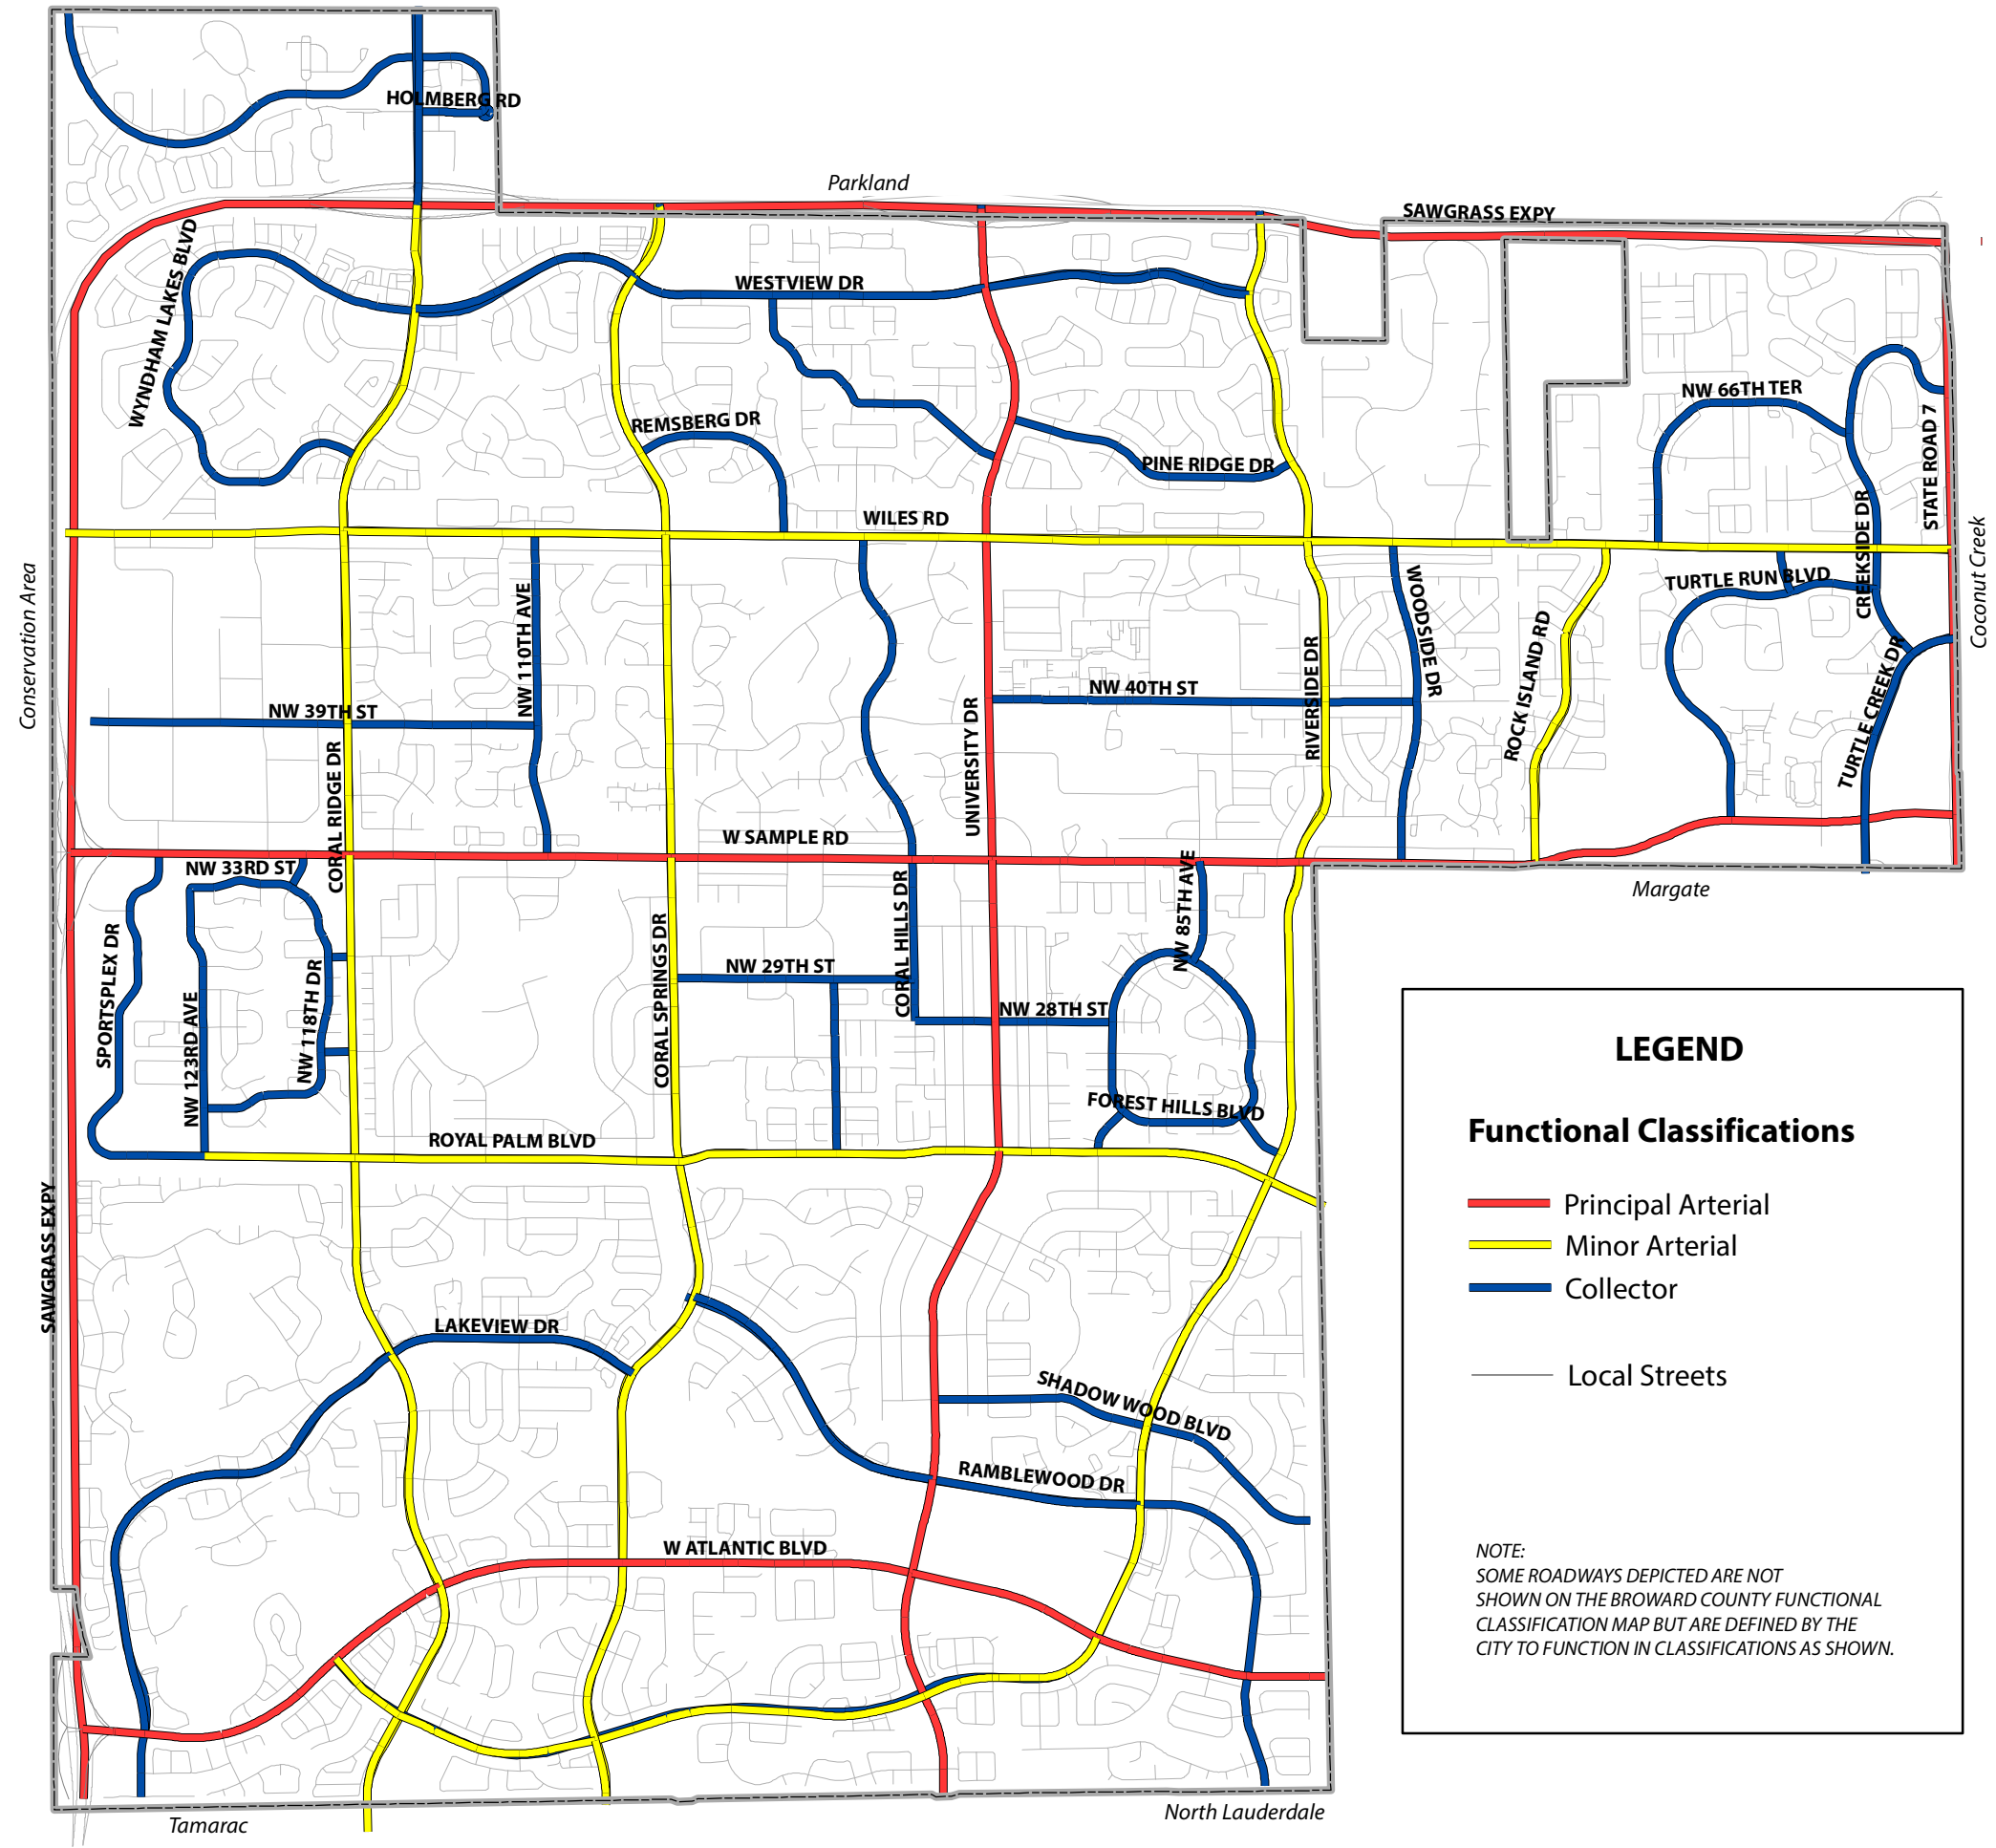 HOLMBERG RD
Parkland
SAWGRASS EXPY
WYNDHAM LAKES BLVD
WESTVIEW DR
NW 66TH TER
REMSBERG DR
PINE RIDGE DR
STATE ROAD 7
WILES RD
CREEKSIDE DR
Coconut Creek
Conservation Area
NW 110TH AVE
TURTLE RUN BLVD
WOODSIDE DR
ROCK ISLAND RD
RIVERSIDE DR
NW 40TH ST
TURTLE CREEK DR
NW 39TH ST
UNIVERSITY DR
CORAL RIDGE DR
W SAMPLE RD
NW 33RD ST
NW 85TH AVE
Margate
CORAL HILLS DR
SPORTSPLEX DR
CORAL SPRINGS DR
NW 29TH ST
NW 118TH DR
NW 123RD AVE
NW 28TH ST
FOREST HILLS BLVD
ROYAL PALM BLVD
SAWGRASS EXPY
LAKEVIEW DR
SHADOW WOOD BLVD
RAMBLEWOOD DR
W ATLANTIC BLVD
Tamarac
North Lauderdale
LEGEND
Functional Classifications
Principal Arterial
Minor Arterial
Collector
Local Streets
NOTE:
SOME ROADWAYS DEPICTED ARE NOT
SHOWN ON THE BROWARD COUNTY FUNCTIONAL
CLASSIFICATION MAP BUT ARE DEFINED BY THE
CITY TO FUNCTION IN CLASSIFICATIONS AS SHOWN.